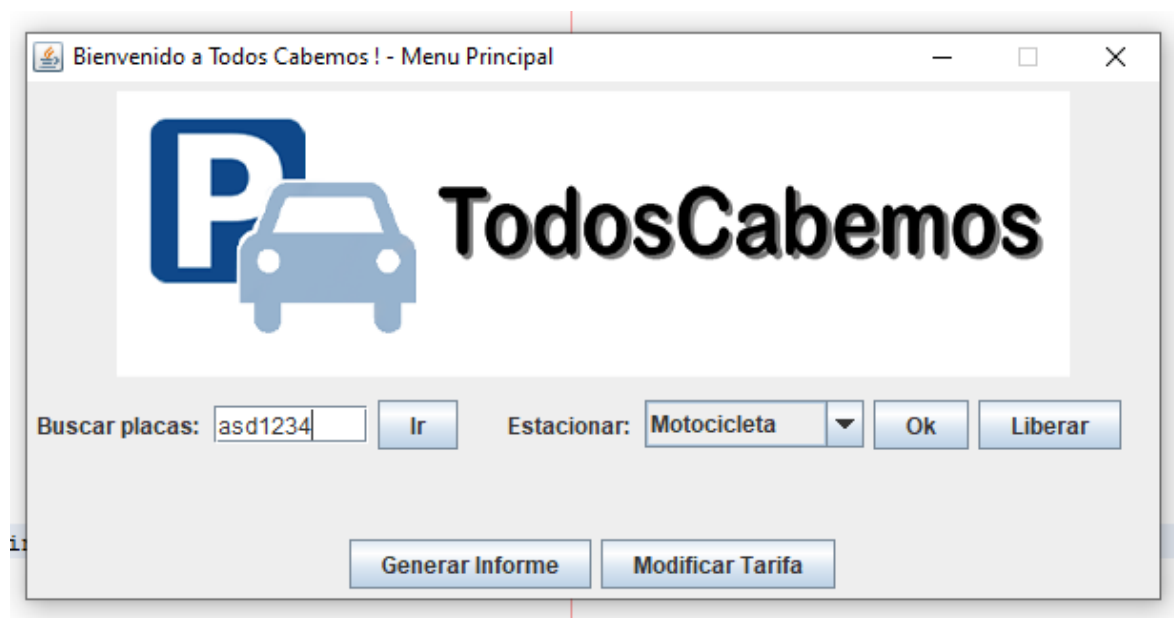 Bienvenido a Todos Cabemos ! - Menu Principal
P
TodosCabemos
Buscar placas: asd1234 Ir Estacionar: Motocicleta Ok Liberar
Generar Informe Modificar Tarifa